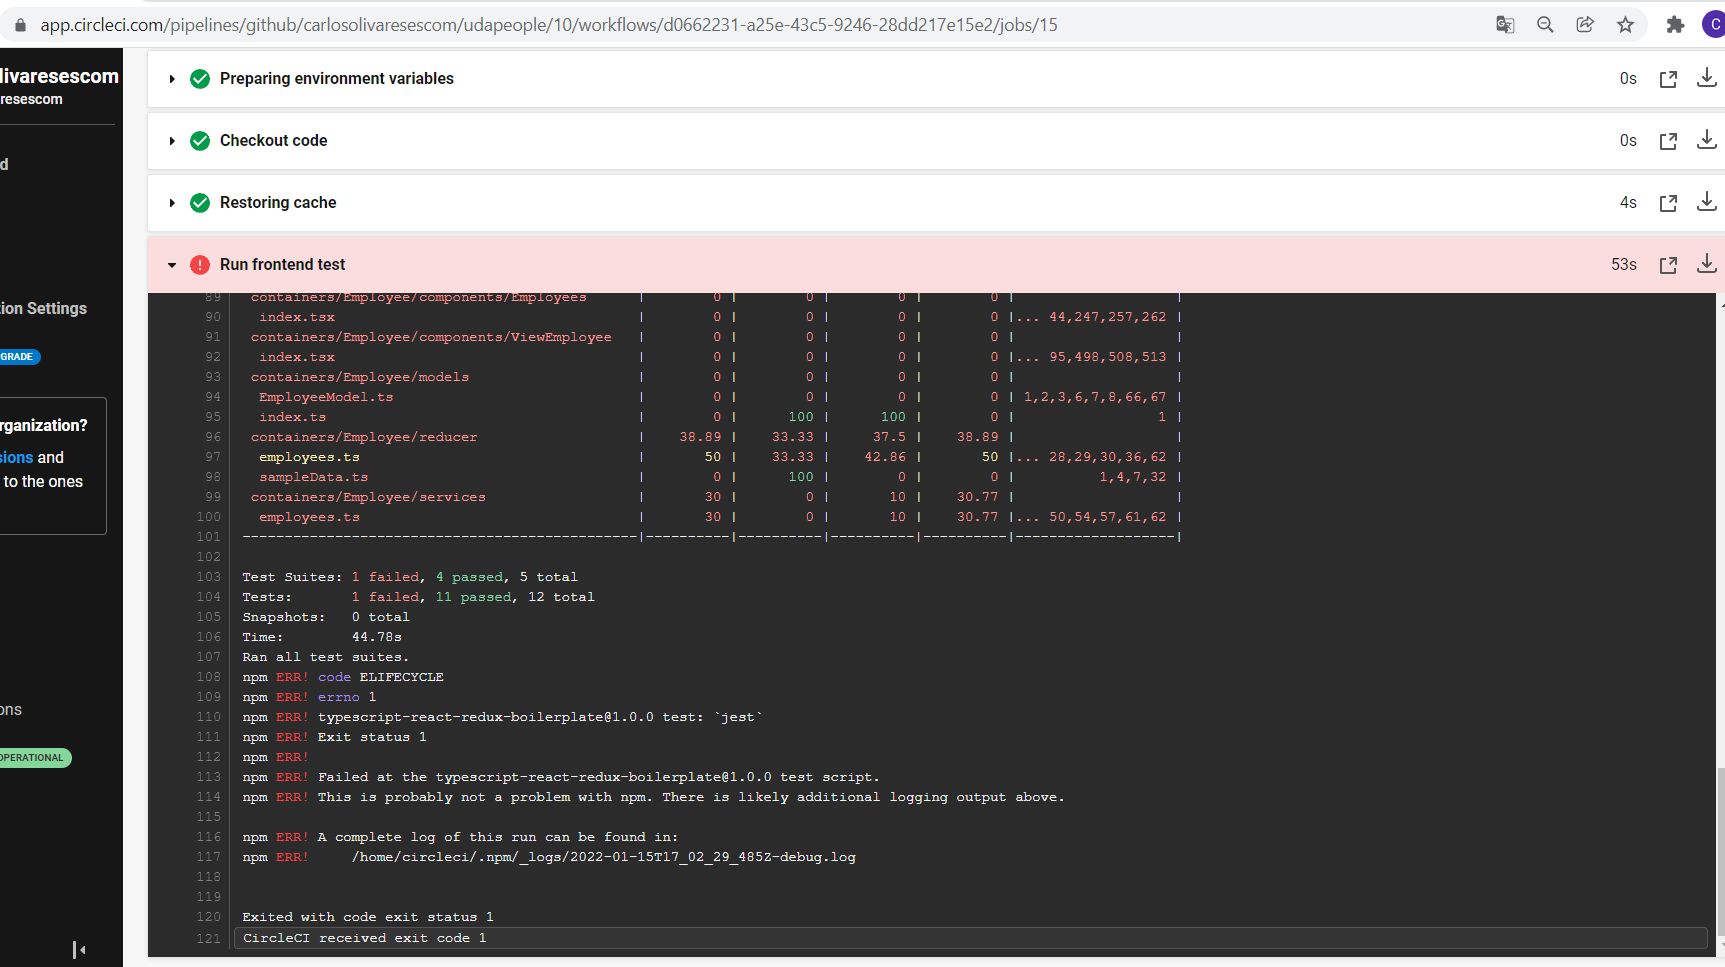 app.circleci.com/pipelines/github/carlosolivaresescom/udapeople/10/workflows/d0662231-a25e-43c5-9246-28dd217e15e2/jobs/15
C
livaresescom
resescom
d
ion Settings
GRADE
rganization?
sions and
to the ones
ons
OPERATIONAL
Preparing environment variables 0s
Checkout code 0s
Restoring cache 4s
Run frontend test 53s
89 containers/Employee/components/Employees | 0 | 0 | 0 | 0 | |
90 index.tsx | 0 | 0 | 0 | 0 |... 44,247,257,262 |
91 containers/Employee/components/ViewEmployee | 0 | 0 | 0 | 0 | |
92 index.tsx | 0 | 0 | 0 | 0 |... 95,498,508,513 |
93 containers/Employee/models | 0 | 0 | 0 | 0 | |
94 EmployeeModel.ts | 0 | 0 | 0 | 0 | 1,2,3,6,7,8,66,67 |
95 index.ts | 0 | 100 | 100 | 0 | 1 |
96 containers/Employee/reducer | 38.89 | 33.33 | 37.5 | 38.89 | |
97 employees.ts | 50 | 33.33 | 42.86 | 50 |... 28,29,30,36,62 |
98 sampleData.ts | 0 | 100 | 0 | 0 | 1,4,7,32 |
99 containers/Employee/services | 30 | 0 | 10 | 30.77 | |
100 employees.ts | 30 | 0 | 10 | 30.77 |... 50,54,57,61,62 |
101 -----------------------------------------------|----------|----------|----------|----------|-------------------|
102
103 Test Suites: 1 failed, 4 passed, 5 total
104 Tests: 1 failed, 11 passed, 12 total
105 Snapshots: 0 total
106 Time: 44.78s
107 Ran all test suites.
108 npm ERR! code ELIFECYCLE
109 npm ERR! errno 1
110 npm ERR! typescript-react-redux-boilerplate@1.0.0 test: `jest`
111 npm ERR! Exit status 1
112 npm ERR!
113 npm ERR! Failed at the typescript-react-redux-boilerplate@1.0.0 test script.
114 npm ERR! This is probably not a problem with npm. There is likely additional logging output above.
115
116 npm ERR! A complete log of this run can be found in:
117 npm ERR! /home/circleci/.npm/_logs/2022-01-15T17_02_29_485Z-debug.log
118
119
120 Exited with code exit status 1
121 CircleCI received exit code 1